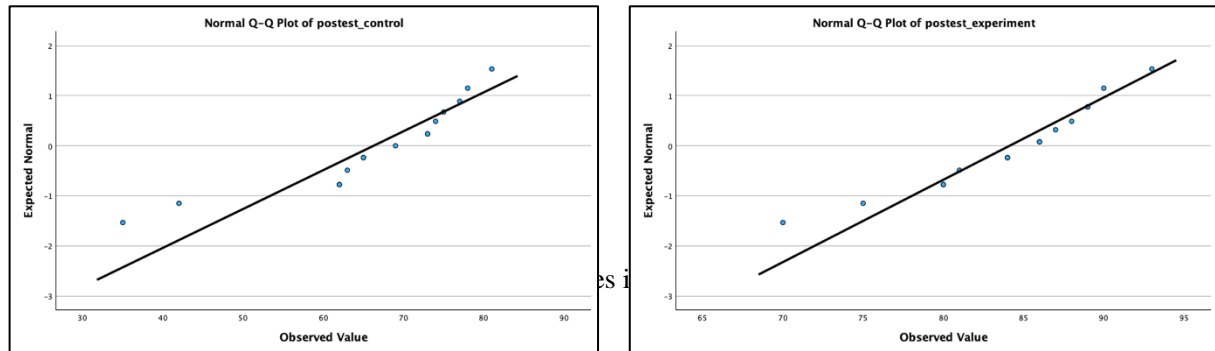 Normal Q-Q Plot of postest_control
Expected Normal
2
1
0
-1
-2
-3
30 40 50 60 70 80 90
Observed Value
Normal Q-Q Plot of postest_experiment
Expected Normal
2
1
0
-1
-2
-3
65 70 75 80 85 90 95
Observed Value